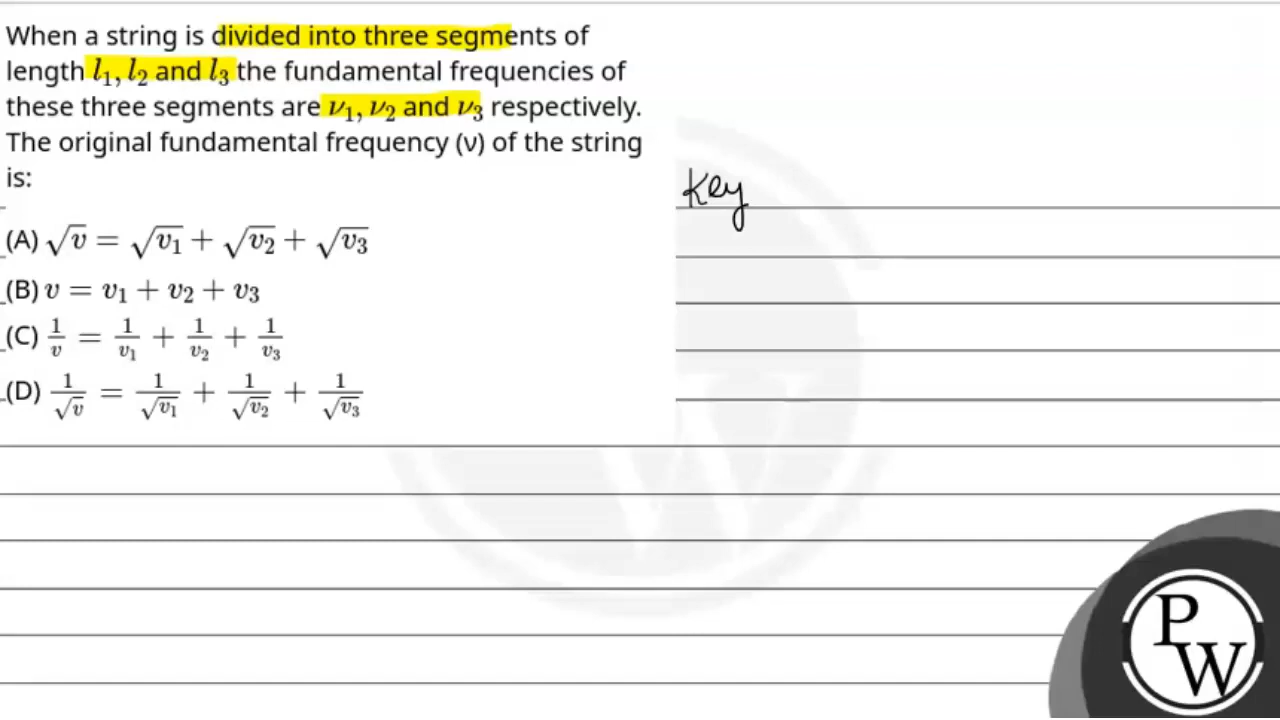 When a string is divided into three segments of
length l₁, l₂ and l₃ the fundamental frequencies of
these three segments are ν₁, ν₂ and ν₃ respectively.
The original fundamental frequency (ν) of the string
is:
Key
(A) √v = √v₁ + √v₂ + √v₃
(B) v = v₁ + v₂ + v₃
(C) 1/v = 1/v₁ + 1/v₂ + 1/v₃
(D) 1/√v = 1/√v₁ + 1/√v₂ + 1/√v₃
P
W